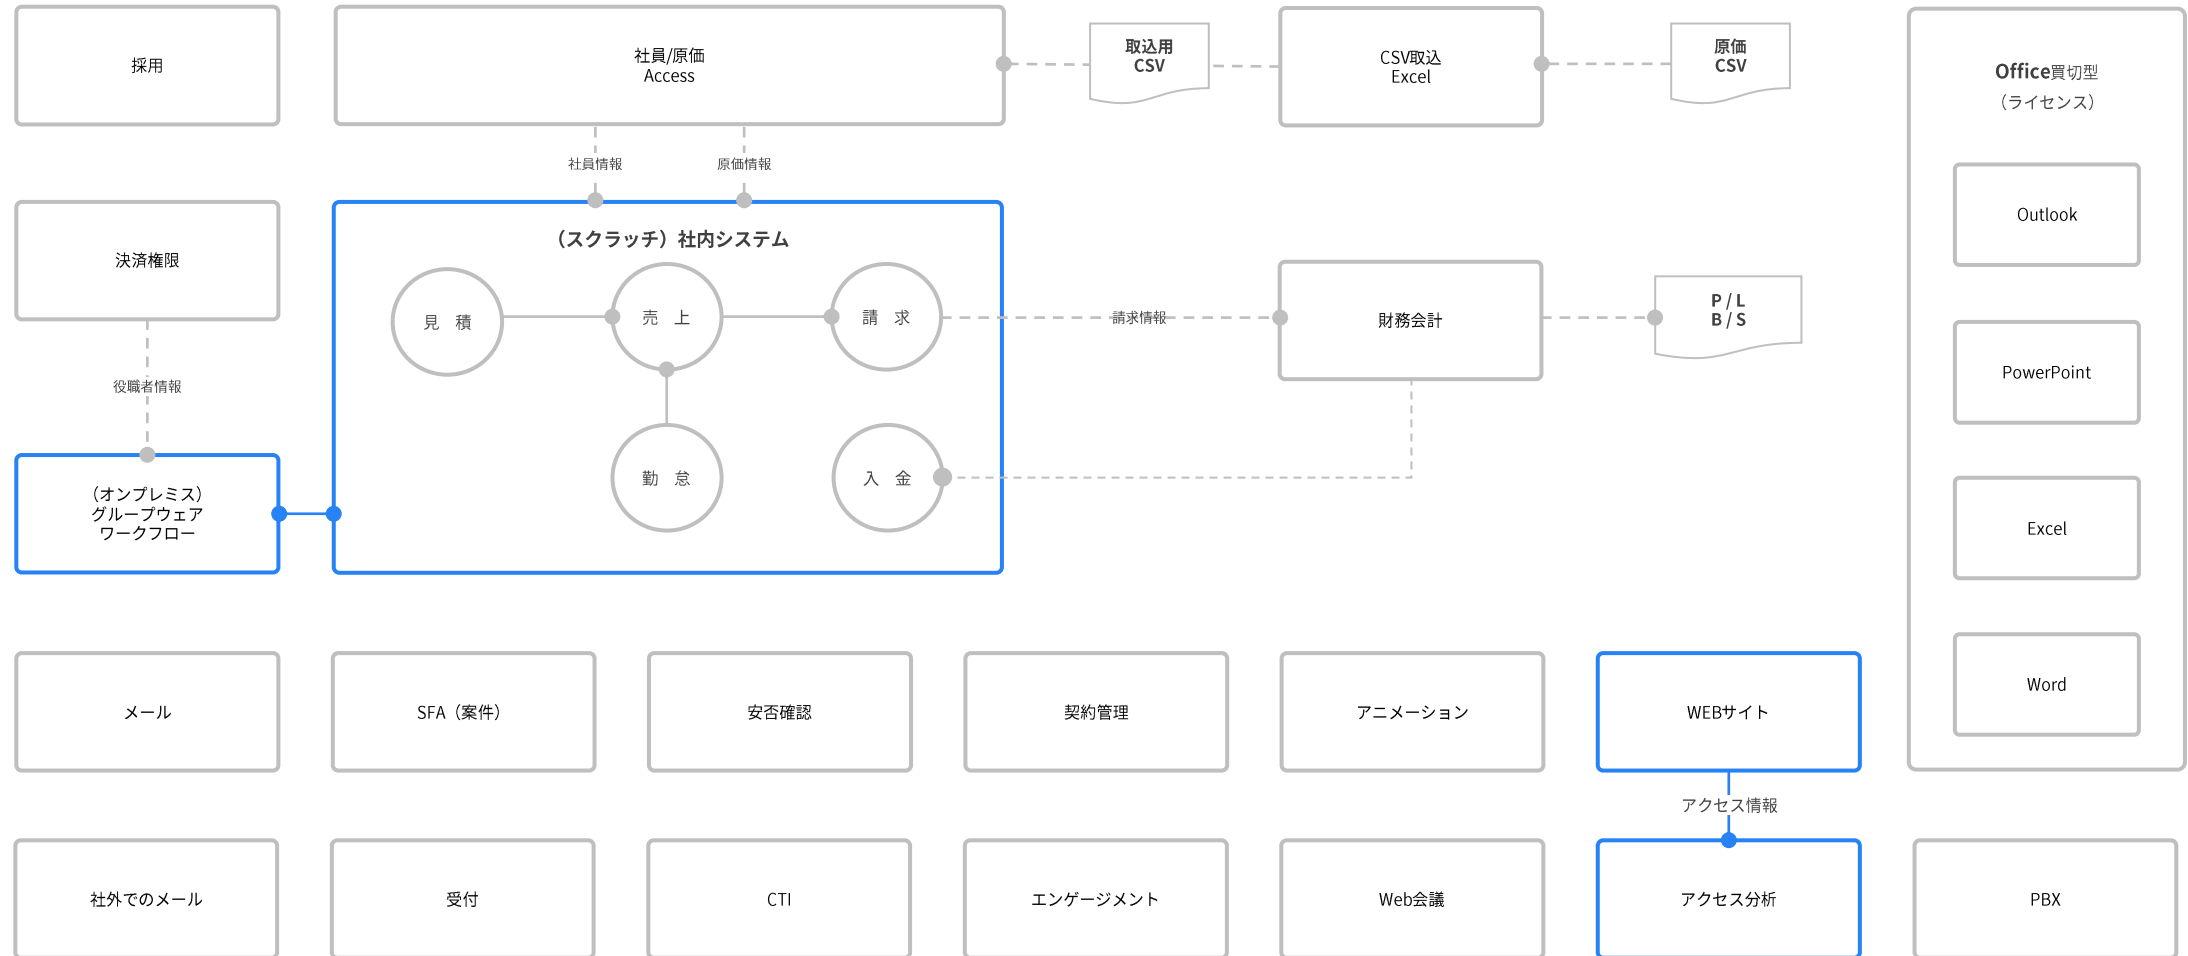 採用
社員/原価
Access
取込用
CSV
CSV取込
Excel
原価
CSV
Office買切型
（ライセンス）
社員情報
原価情報
Outlook
決済権限
（スクラッチ）社内システム
見　積
売　上
請　求
請求情報
財務会計
P / L
B / S
PowerPoint
役職者情報
勤　怠
入　金
（オンプレミス）
グループウェア
ワークフロー
Excel
Word
メール
SFA（案件）
安否確認
契約管理
アニメーション
WEBサイト
アクセス情報
社外でのメール
受付
CTI
エンゲージメント
Web会議
アクセス分析
PBX